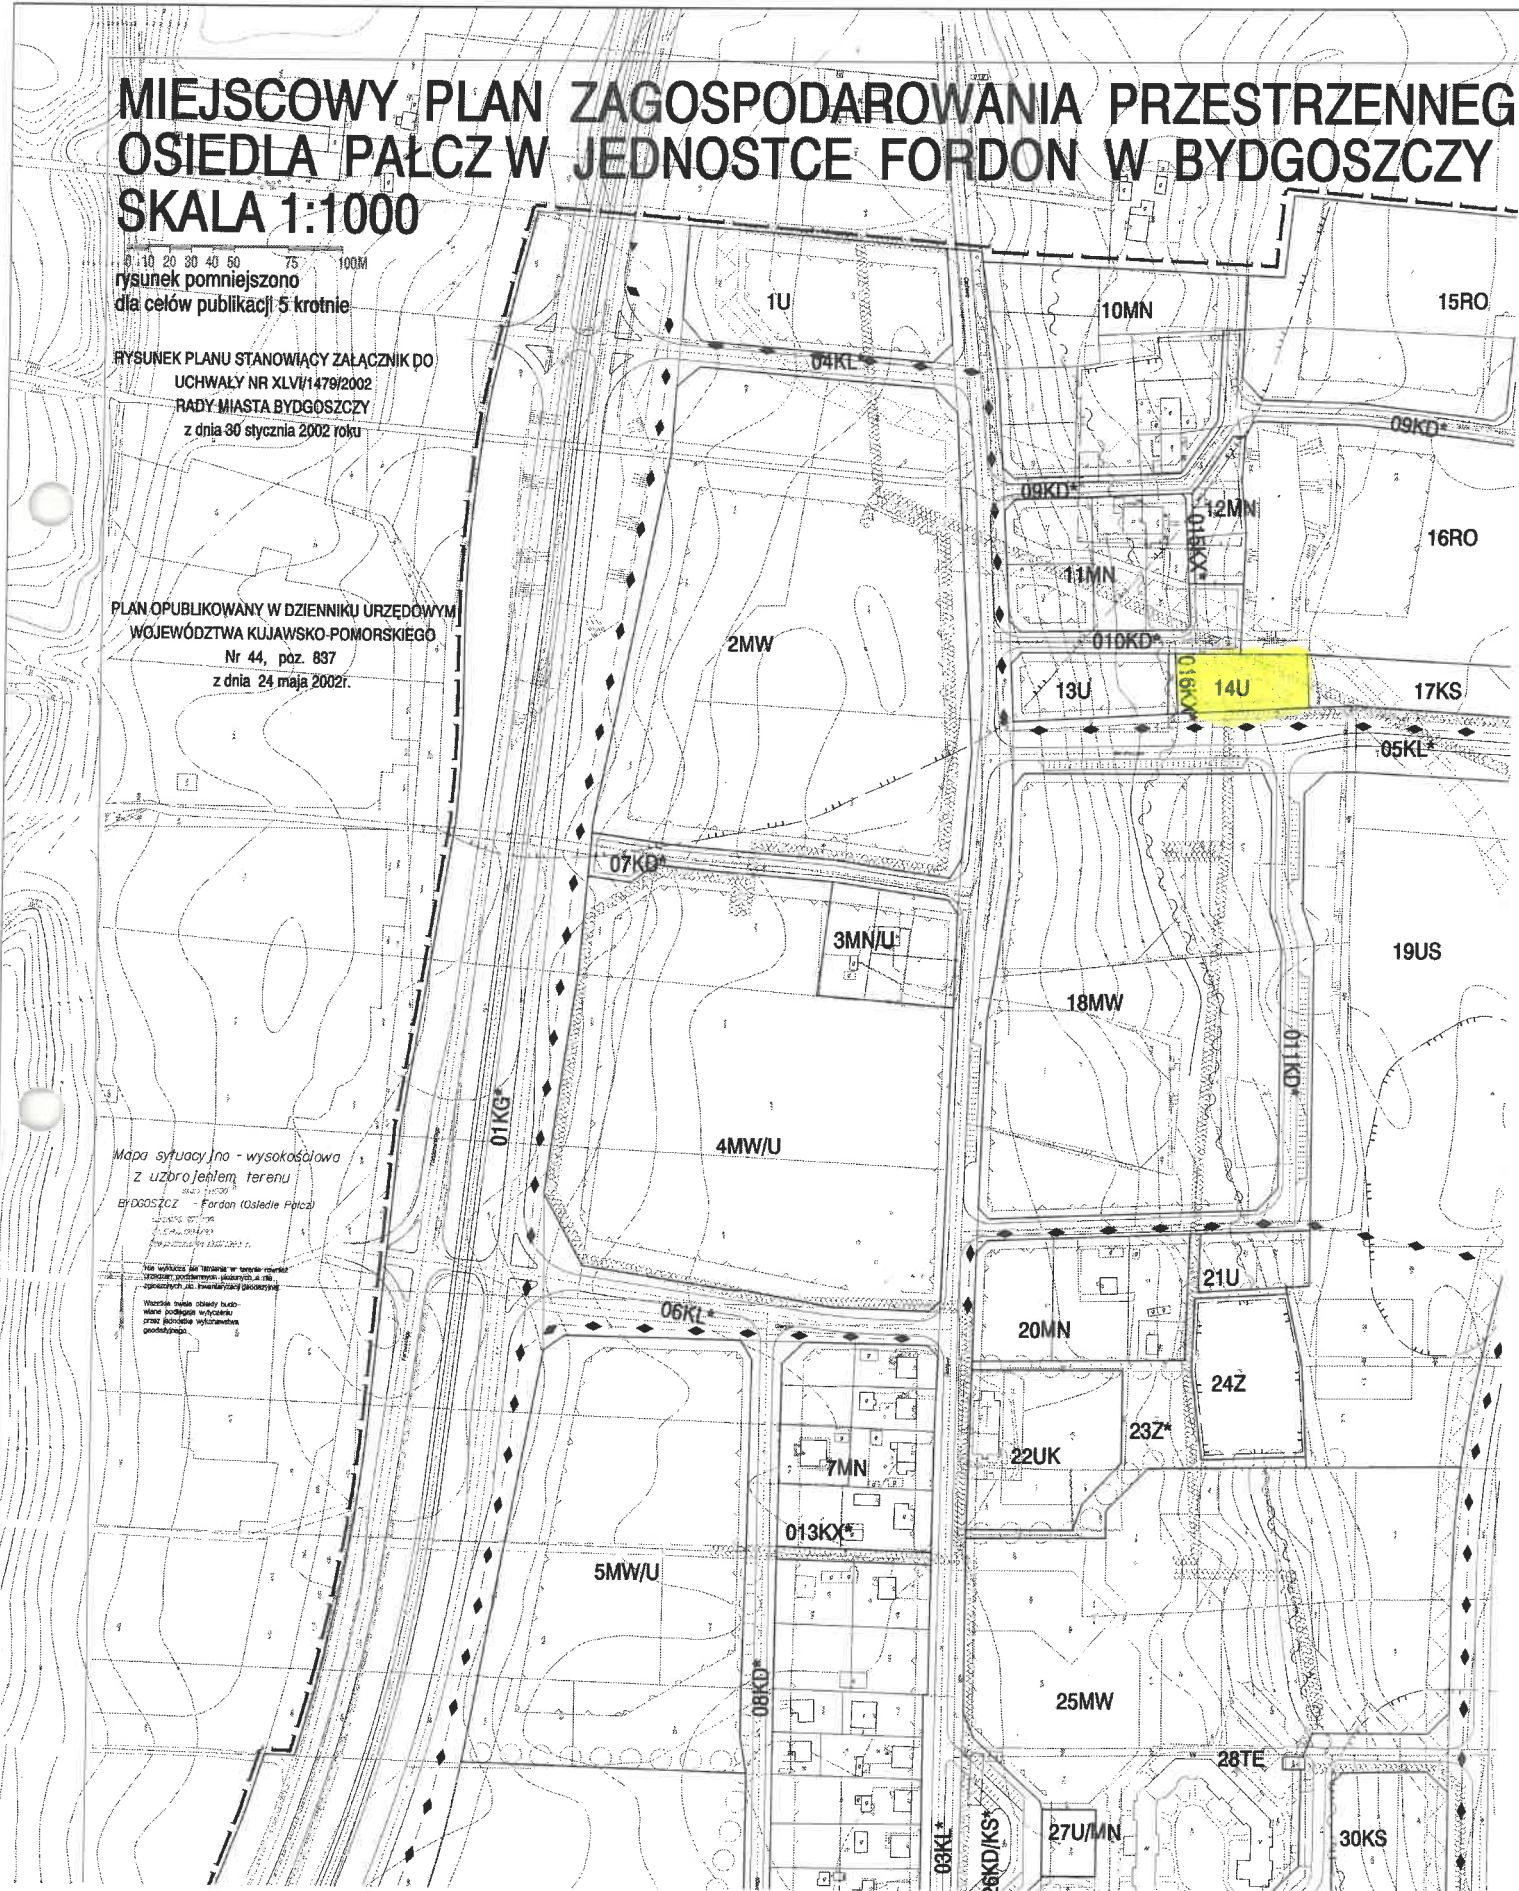 MIEJSCOWY PLAN ZAGOSPODAROWANIA PRZESTRZENNEG
OSIEDLA PAŁCZ W JEDNOSTCE FORDON W BYDGOSZCZY
SKALA 1:1000
0 10 20 30 40 50 75 100M
rysunek pomniejszono
dla celów publikacji 5 krotnie
RYSUNEK PLANU STANOWIĄCY ZAŁĄCZNIK DO
UCHWAŁY NR XLVI/1479/2002
RADY MIASTA BYDGOSZCZY
z dnia 30 stycznia 2002 roku
PLAN OPUBLIKOWANY W DZIENNIKU URZĘDOWYM
WOJEWÓDZTWA KUJAWSKO-POMORSKIEGO
Nr 44, poz. 837
z dnia 24 maja 2002r.
Mapa sytuacyjno - wysokościowa
z uzbrojeniem terenu
BYDGOSZCZ - Fordon (Osiedle Pałcz)
1U
10MN
15RO
04KL*
09KD*
09KD*
12MN
015KX*
16RO
11MN
2MW
010KD*
13U
016KX*
14U
17KS
05KL*
07KD*
3MN/U
19US
18MW
011KD*
01KG*
4MW/U
21U
06KL*
20MN
24Z
23Z*
22UK
7MN
013KX*
5MW/U
08KD*
25MW
28TE
03KL*
26KD/KS*
27U/MN
30KS